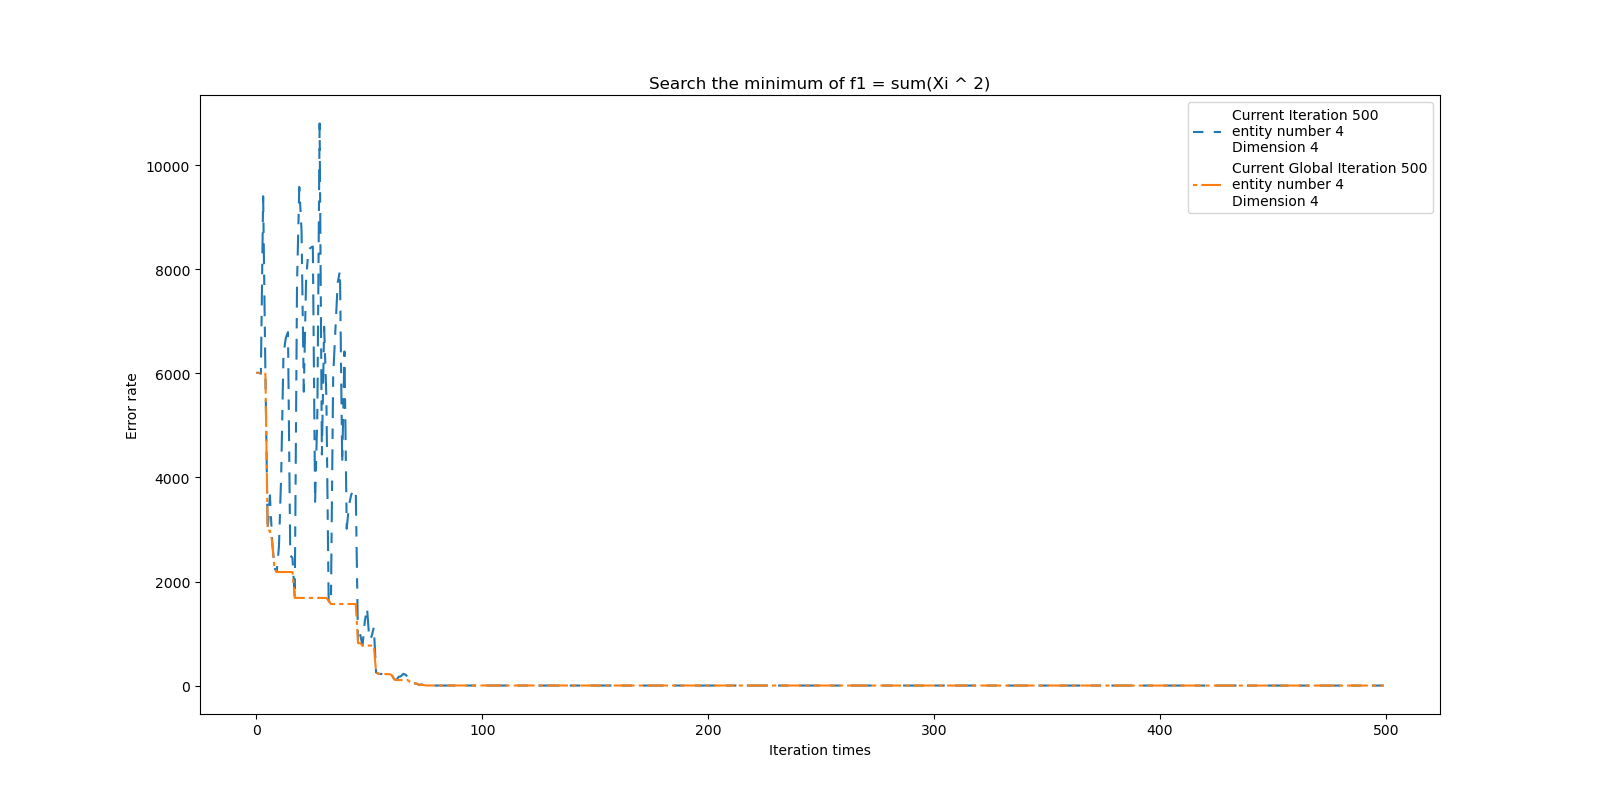 Search the minimum of f1 = sum(Xi ^ 2)
Current Iteration 500
entity number 4
Dimension 4
Current Global Iteration 500
entity number 4
Dimension 4
10000
8000
6000
4000
2000
0
Error rate
0 100 200 300 400 500
Iteration times